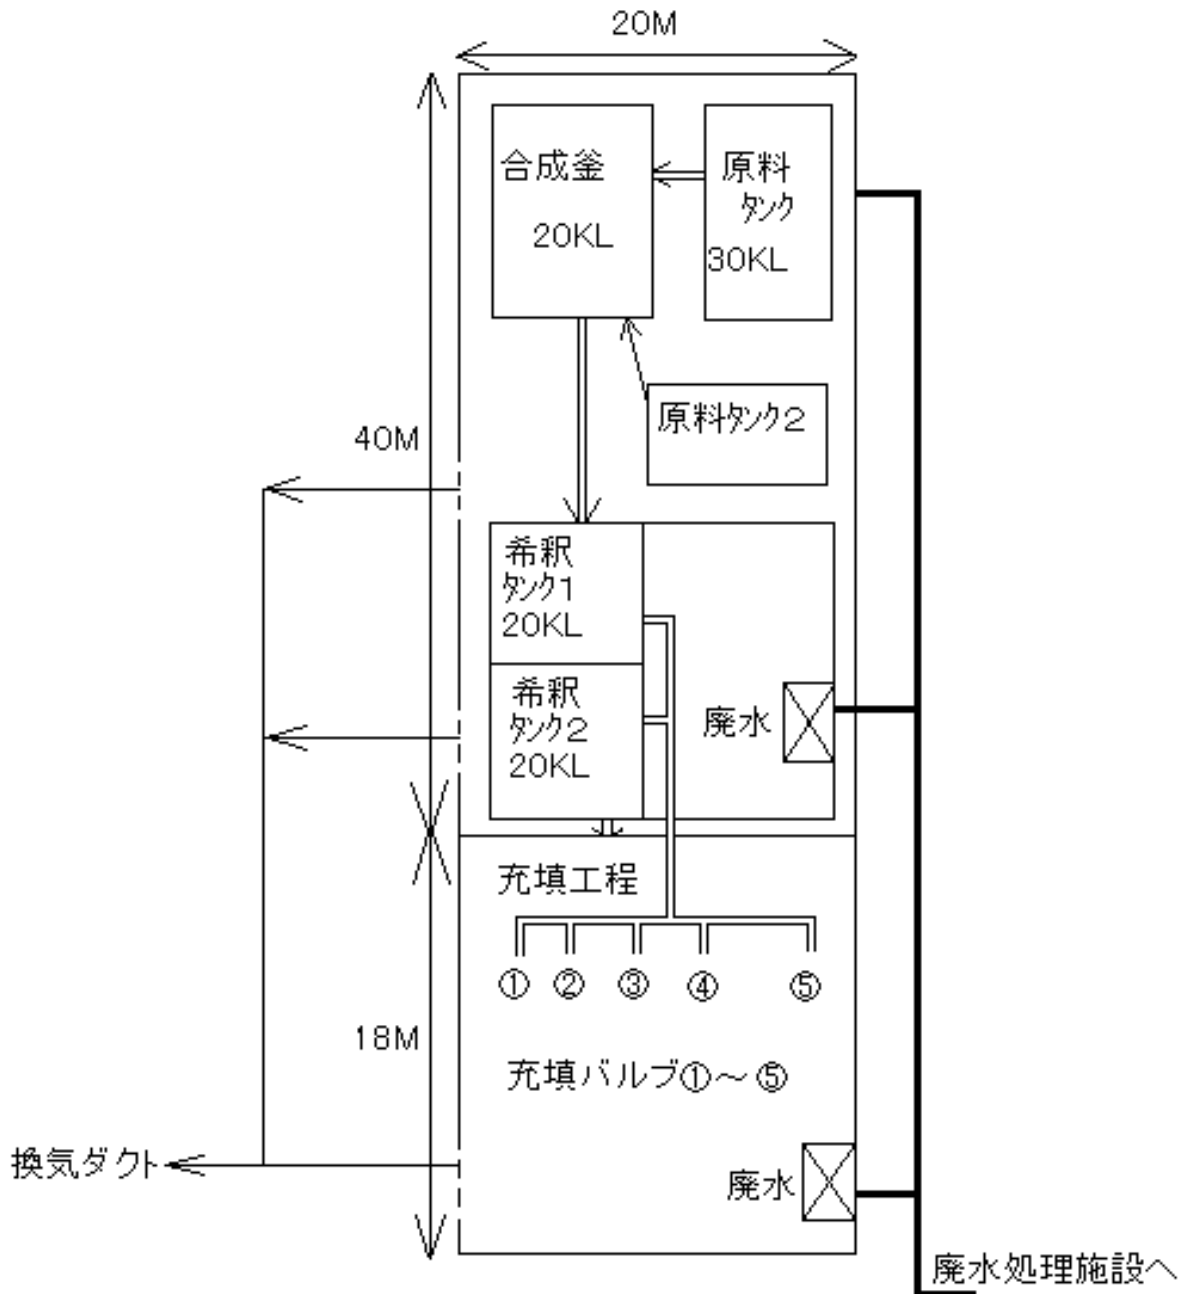 20M
合成釜
20KL
原料
タンク
30KL
原料タンク2
40M
希釈
タンク1
20KL
希釈
タンク2
20KL
廃水
充填工程
① ② ③ ④ ⑤
18M
充填バルブ①～⑤
換気ダクト
廃水
廃水処理施設へ